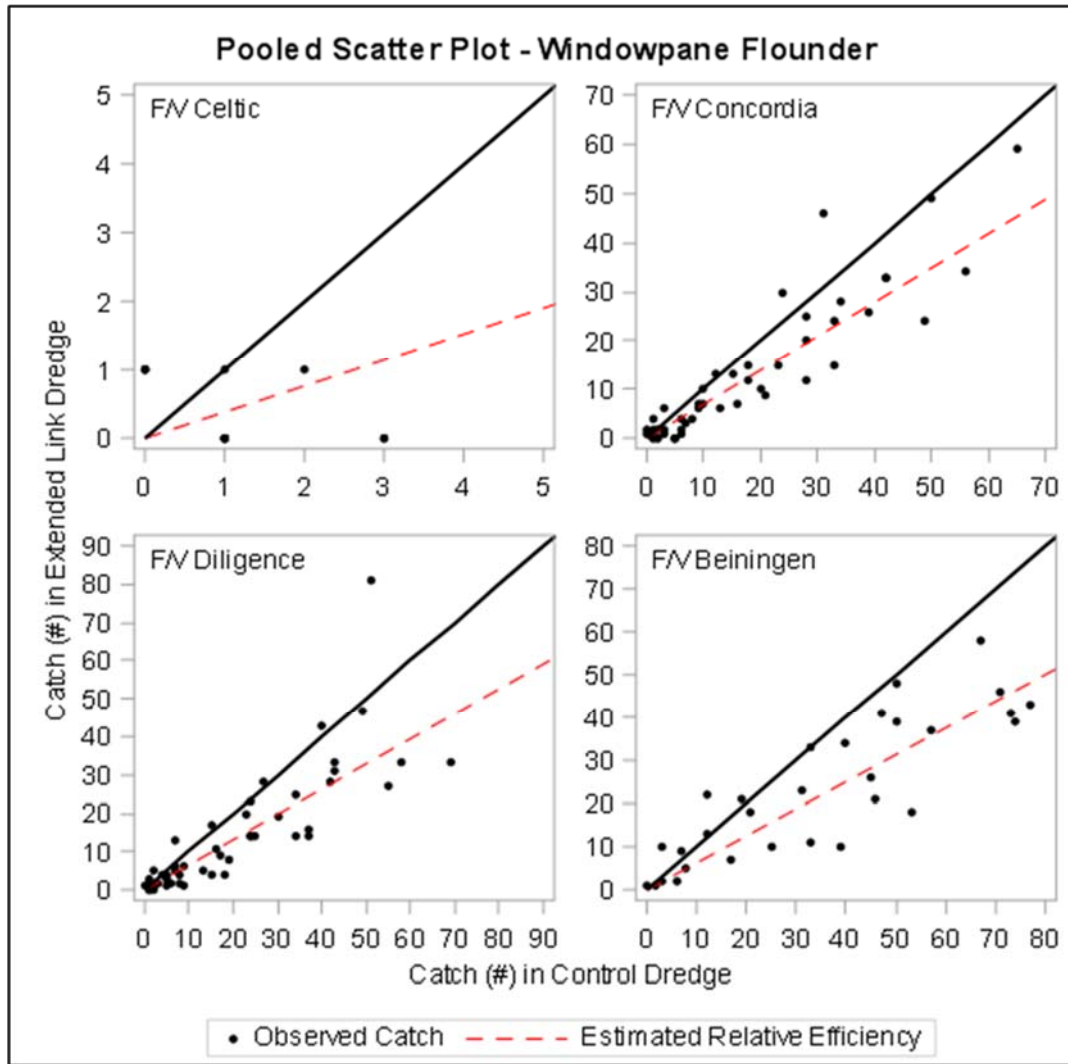 Pooled Scatter Plot - Windowpane Flounder
F/V Celtic
5
4
3
2
1
0
0 1 2 3 4 5
F/V Concordia
70
60
50
40
30
20
10
0
0 10 20 30 40 50 60 70
F/V Diligence
90
80
70
60
50
40
30
20
10
0
0 10 20 30 40 50 60 70 80 90
F/V Beiningen
80
70
60
50
40
30
20
10
0
0 10 20 30 40 50 60 70 80
Catch (#) in Extended Link Dredge
Catch (#) in Control Dredge
Observed Catch Estimated Relative Efficiency